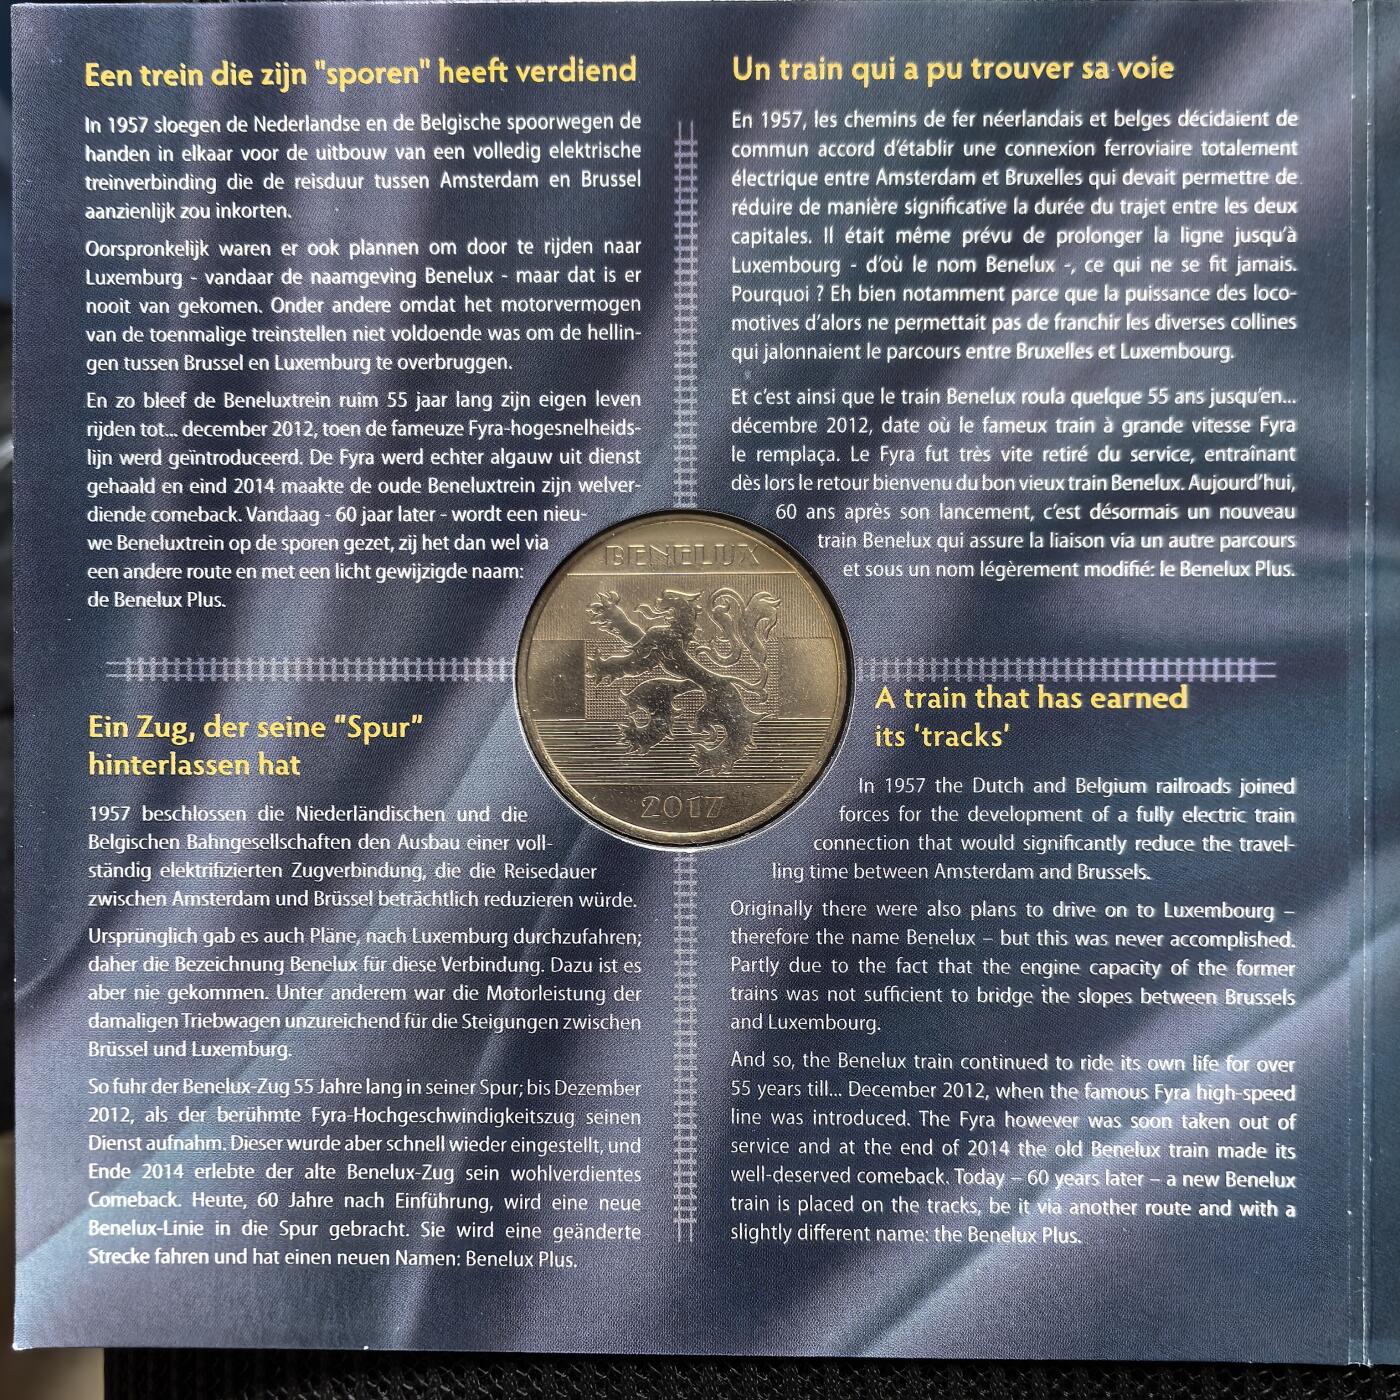 Een trein die zijn "sporen" heeft verdiend
In 1957 sloegen de Nederlandse en de Belgische spoorwegen de
handen in elkaar voor de uitbouw van een volledig elektrische
treinverbinding die de reisduur tussen Amsterdam en Brussel
aanzienlijk zou inkorten.
Oorspronkelijk waren er ook plannen om door te rijden naar
Luxemburg - vandaar de naamgeving Benelux - maar dat is er
nooit van gekomen. Onder andere omdat het motorvermogen
van de toenmalige treinstellen niet voldoende was om de hellin-
gen tussen Brussel en Luxemburg te overbruggen.
En zo bleef de Beneluxtrein ruim 55 jaar lang zijn eigen leven
rijden tot... december 2012, toen de fameuze Fyra-hogesnelheids-
lijn werd geïntroduceerd. De Fyra werd echter algauw uit dienst
gehaald en eind 2014 maakte de oude Beneluxtrein zijn welver-
diende comeback. Vandaag - 60 jaar later - wordt een nieu-
we Beneluxtrein op de sporen gezet, zij het dan wel via
een andere route en met een licht gewijzigde naam:
de Benelux Plus.
Un train qui a pu trouver sa voie
En 1957, les chemins de fer néerlandais et belges décidaient de
commun accord d'établir une connexion ferroviaire totalement
électrique entre Amsterdam et Bruxelles qui devait permettre de
réduire de manière significative la durée du trajet entre les deux
capitales. Il était même prévu de prolonger la ligne jusqu'à
Luxembourg - d'où le nom Benelux -, ce qui ne se fit jamais.
Pourquoi ? Eh bien notamment parce que la puissance des loco-
motives d'alors ne permettait pas de franchir les diverses collines
qui jalonnaient le parcours entre Bruxelles et Luxembourg.
Et c'est ainsi que le train Benelux roula quelque 55 ans jusqu'en...
décembre 2012, date où le fameux train à grande vitesse Fyra
le remplaça. Le Fyra fut très vite retiré du service, entraînant
dès lors le retour bienvenu du bon vieux train Benelux. Aujourd'hui,
60 ans après son lancement, c'est désormais un nouveau
train Benelux qui assure la liaison via un autre parcours
et sous un nom légèrement modifié: le Benelux Plus.
BENELUX
2017
Ein Zug, der seine "Spur"
hinterlassen hat
1957 beschlossen die Niederländischen und die
Belgischen Bahngesellschaften den Ausbau einer voll-
ständig elektrifizierten Zugverbindung, die die Reisedauer
zwischen Amsterdam und Brüssel beträchtlich reduzieren würde.
Ursprünglich gab es auch Pläne, nach Luxemburg durchzufahren;
daher die Bezeichnung Benelux für diese Verbindung. Dazu ist es
aber nie gekommen. Unter anderem war die Motorleistung der
damaligen Triebwagen unzureichend für die Steigungen zwischen
Brüssel und Luxemburg.
So fuhr der Benelux-Zug 55 Jahre lang in seiner Spur; bis Dezember
2012, als der berühmte Fyra-Hochgeschwindigkeitszug seinen
Dienst aufnahm. Dieser wurde aber schnell wieder eingestellt, und
Ende 2014 erlebte der alte Benelux-Zug sein wohlverdientes
Comeback. Heute, 60 Jahre nach Einführung, wird eine neue
Benelux-Linie in die Spur gebracht. Sie wird eine geänderte
Strecke fahren und hat einen neuen Namen: Benelux Plus.
A train that has earned
its 'tracks'
In 1957 the Dutch and Belgium railroads joined
forces for the development of a fully electric train
connection that would significantly reduce the travel-
ling time between Amsterdam and Brussels.
Originally there were also plans to drive on to Luxembourg –
therefore the name Benelux – but this was never accomplished.
Partly due to the fact that the engine capacity of the former
trains was not sufficient to bridge the slopes between Brussels
and Luxembourg.
And so, the Benelux train continued to ride its own life for over
55 years till... December 2012, when the famous Fyra high-speed
line was introduced. The Fyra however was soon taken out of
service and at the end of 2014 the old Benelux train made its
well-deserved comeback. Today – 60 years later – a new Benelux
train is placed on the tracks, be it via another route and with a
slightly different name: the Benelux Plus.